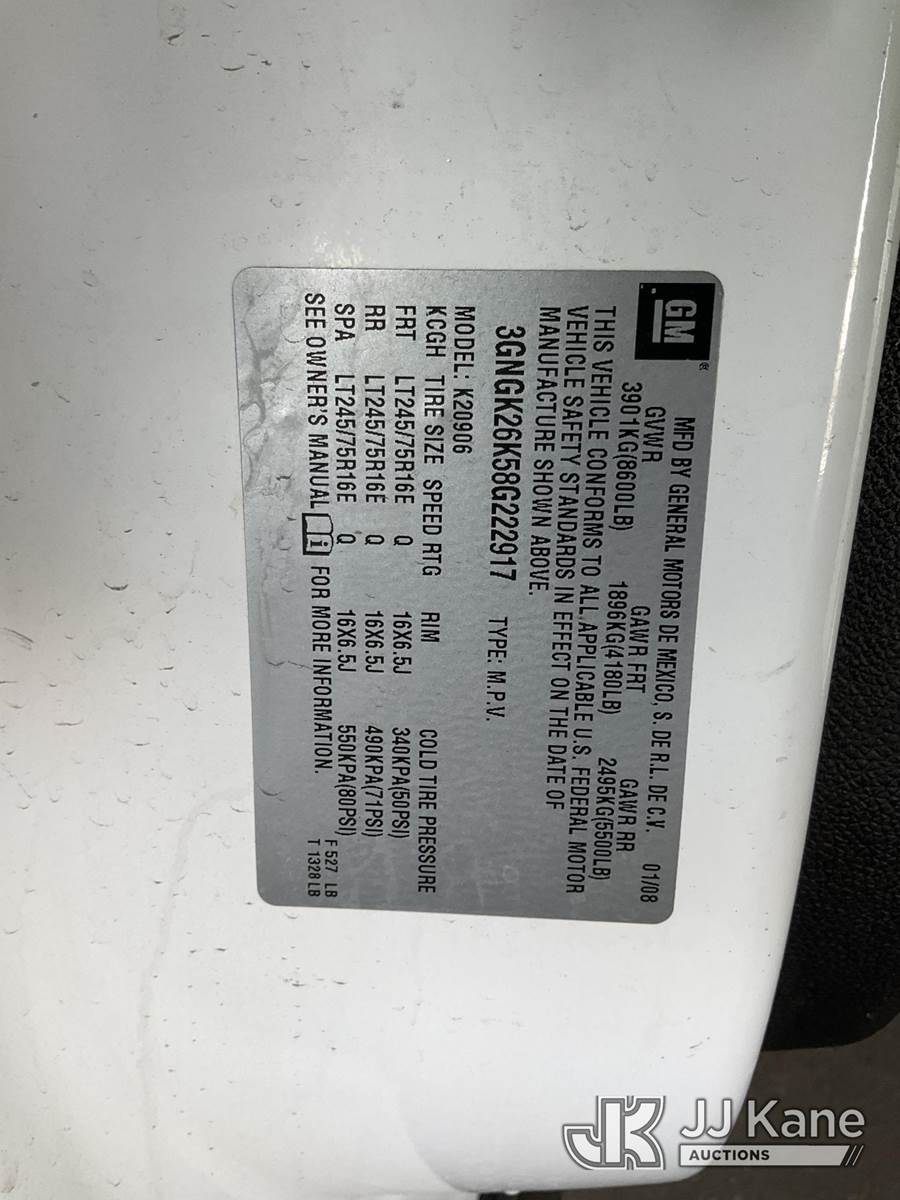 GM
MFD BY GENERAL MOTORS DE MEXICO, S. DE R.L. DE C.V. 01/08
GVWR GAWR FRT GAWR RR
3901KG(8600LB) 1896KG(4180LB) 2495KG(5500LB)
THIS VEHICLE CONFORMS TO ALL APPLICABLE U.S. FEDERAL MOTOR
VEHICLE SAFETY STANDARDS IN EFFECT ON THE DATE OF
MANUFACTURE SHOWN ABOVE.
3GNGK26K58G222917 TYPE: M.P.V.
MODEL: K20906
KCGH TIRE SIZE SPEED RTG RIM COLD TIRE PRESSURE
FRT LT245/75R16E Q 16X6.5J 340KPA(50PSI)
RR LT245/75R16E Q 16X6.5J 490KPA(71PSI)
SPA LT245/75R16E Q 16X6.5J 550KPA(80PSI)
SEE OWNER'S MANUAL i FOR MORE INFORMATION.
F 527 LB
T 1328 LB
JK JJ Kane
AUCTIONS